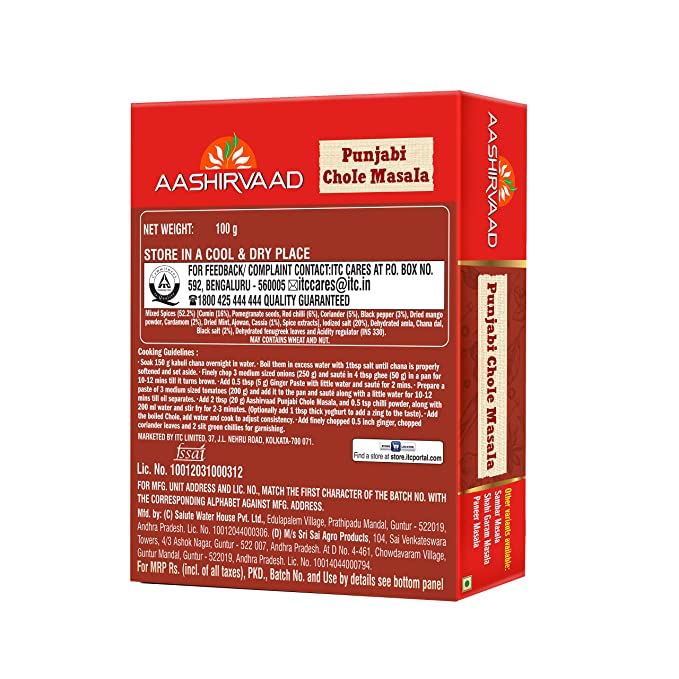 AASHIRVAAD
Punjabi
Chole Masala
NET WEIGHT: 100 g
STORE IN A COOL & DRY PLACE
FOR FEEDBACK/ COMPLAINT CONTACT:ITC CARES AT P.O. BOX NO.
592, BENGALURU - 560005 ✉itccares@itc.in
☎1800 425 444 444 QUALITY GUARANTEED
Mixed Spices (52.2%) (Cumin (16%), Pomegranate seeds, Red chilli (6%), Coriander (5%), Black pepper (3%), Dried mango
powder, Cardamom (2%), Dried Mint, Ajowan, Cassia (1%), Spice extracts), Iodized salt (20%), Dehydrated amla, Chana dal,
Black salt (2%), Dehydrated fenugreek leaves and Acidity regulator (INS 330).
MAY CONTAINS WHEAT AND NUT.
Cooking Guidelines :
• Soak 150 g kabuli chana overnight in water. • Boil them in excess water with 1tbsp salt until chana is properly
softened and set aside. • Finely chop 3 medium sized onions (250 g) and sauté in 4 tbsp ghee (50 g) in a pan for
10-12 mins till it turns brown. • Add 0.5 tbsp (5 g) Ginger Paste with little water and sauté for 2 mins. • Prepare a
paste of 3 medium sized tomatoes (200 g) and add it to the pan and sauté along with a little water for 10-12
mins till oil separates. • Add 2 tbsp (20 g) Aashirvaad Punjabi Chole Masala, and 0.5 tsp chilli powder, along with
200 ml water and stir fry for 2-3 minutes. (Optionally add 1 tbsp thick yoghurt to add a zing to the taste). •Add
the boiled Chole, add water and cook to adjust consistency. • Add finely chopped 0.5 inch ginger, chopped
coriander leaves and 2 slit green chillies for garnishing.
MARKETED BY ITC LIMITED, 37, J.L. NEHRU ROAD, KOLKATA-700 071.
fssai
Lic. No. 10012031000312
STORE LOCATOR
Find a store at store.itcportal.com
FOR MFG. UNIT ADDRESS AND LIC. NO., MATCH THE FIRST CHARACTER OF THE BATCH NO. WITH
THE CORRESPONDING ALPHABET AGAINST MFG. ADDRESS.
Mfd. by: (C) Salute Water House Pvt. Ltd., Edulapalem Village, Prathipadu Mandal, Guntur - 522019,
Andhra Pradesh. Lic. No. 10012044000306. (D) M/s Sri Sai Agro Products, 104, Sai Venkateswara
Towers, 4/3 Ashok Nagar, Guntur - 522 007, Andhra Pradesh. At D No. 4-461, Chowdavaram Village,
Guntur Mandal, Guntur - 522019, Andhra Pradesh. Lic. No. 10014044000794.
For MRP Rs. (incl. of all taxes), PKD., Batch No. and Use by details see bottom panel
AASHIRVAAD
Punjabi Chole Masala
Other variants available:
Sambar Masala
Shahi Garam Masala
Paneer Masala